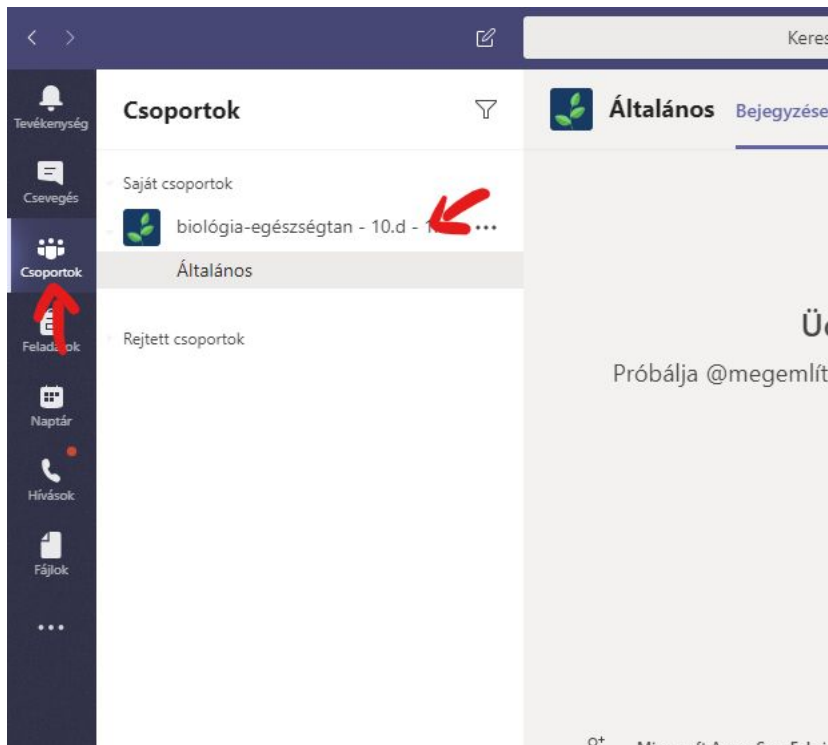 Keres
Tevékenység
Csevegés
Csoportok
Feladatok
Naptár
Hívások
Fájlok
Csoportok
Saját csoportok
biológia-egészségtan - 10.d -
Általános
Rejtett csoportok
Általános Bejegyzése
Próbálja @megemlít